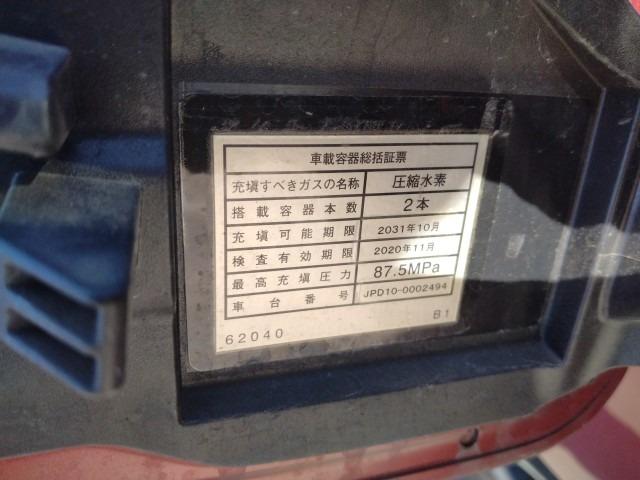 車載容器総括証票
充塡すべきガスの名称 圧縮水素
搭載容器本数 2本
充塡可能期限 2031年10月
検査有効期限 2020年11月
最高充塡圧力 87.5MPa
車台番号 JPD10-0002494
62040 B1